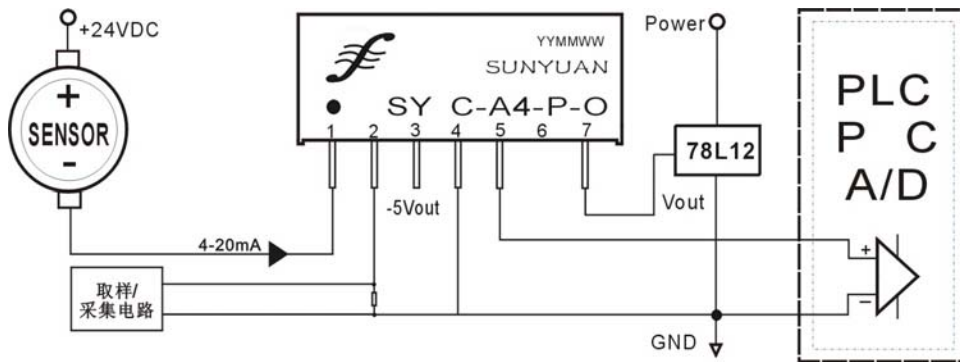 +24VDC
+
SENSOR
-
YYMMWW
SUNYUAN
SY C-A4-P-O
1 2 3 4 5 6 7
-5Vout
4-20mA
取样/
采集电路
Power
78L12
Vout
GND
PLC
P C
A/D
+
−